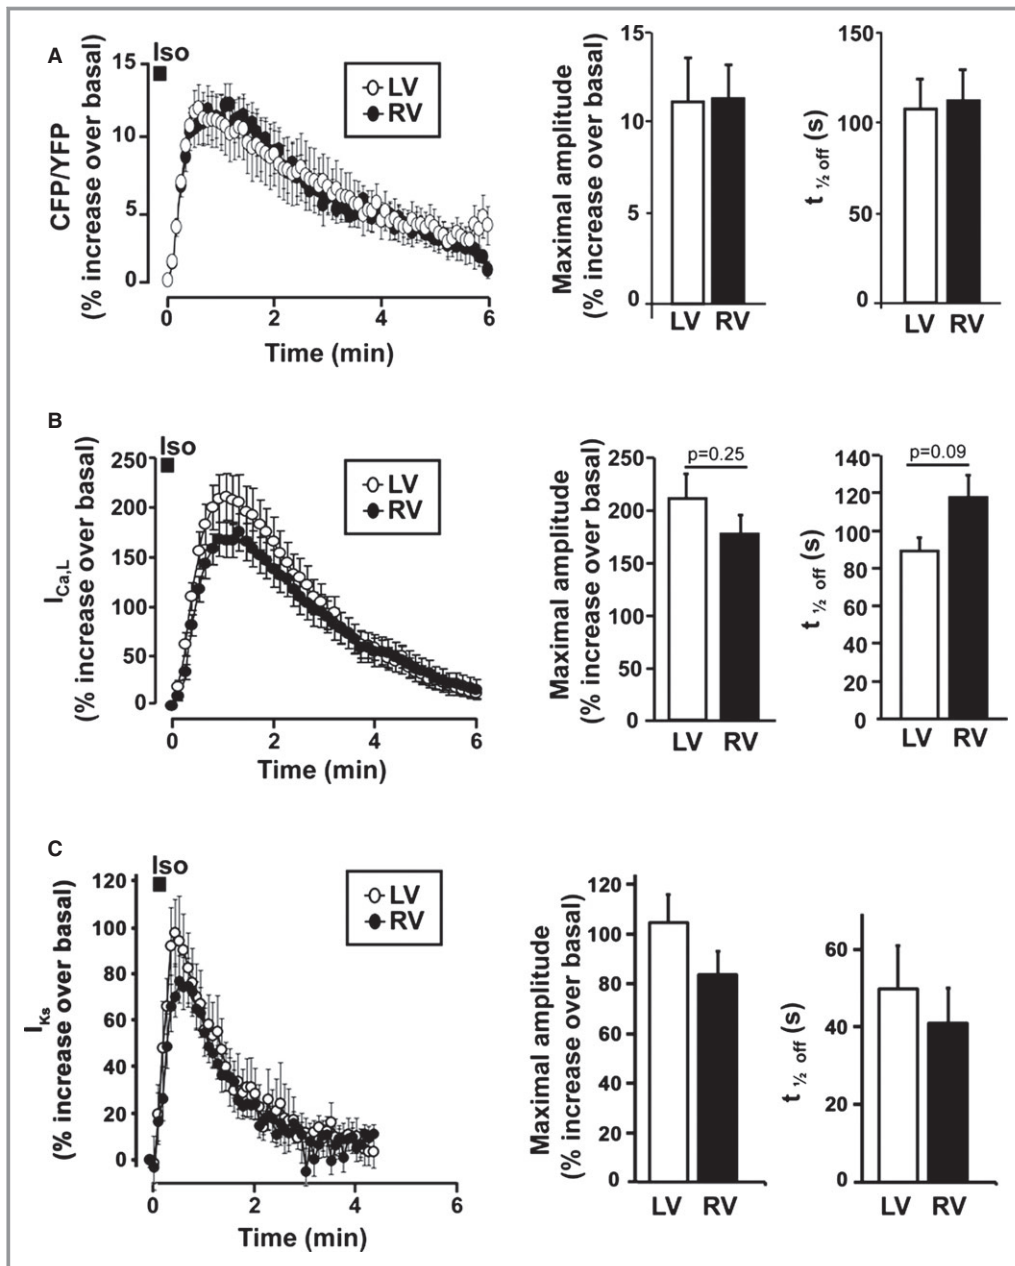 A
Iso
CFP/YFP
(% increase over basal)
15
10
5
0
0 2 4 6
Time (min)
LV
RV
Maximal amplitude
(% increase over basal)
15
10
5
0
LV RV
t ½ off (s)
150
100
50
0
LV RV
B
Iso
I Ca,L
(% increase over basal)
250
200
150
100
50
0
0 2 4 6
Time (min)
LV
RV
Maximal amplitude
(% increase over basal)
250
200
150
100
50
0
p=0.25
LV RV
t ½ off (s)
140
120
100
80
60
40
20
0
p=0.09
LV RV
C
Iso
I Ks
(% increase over basal)
120
100
80
60
40
20
0
0 2 4 6
Time (min)
LV
RV
Maximal amplitude
(% increase over basal)
120
100
80
60
40
20
0
LV RV
t ½ off (s)
60
40
20
0
LV RV